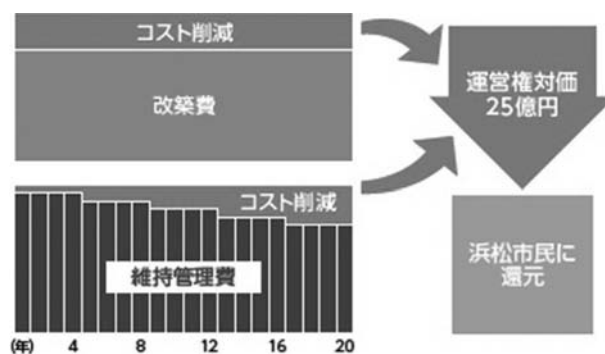 コスト削減
改築費
運営権対価
25億円
コスト削減
維持管理費
(年) 4 8 12 16 20
浜松市民に
還元